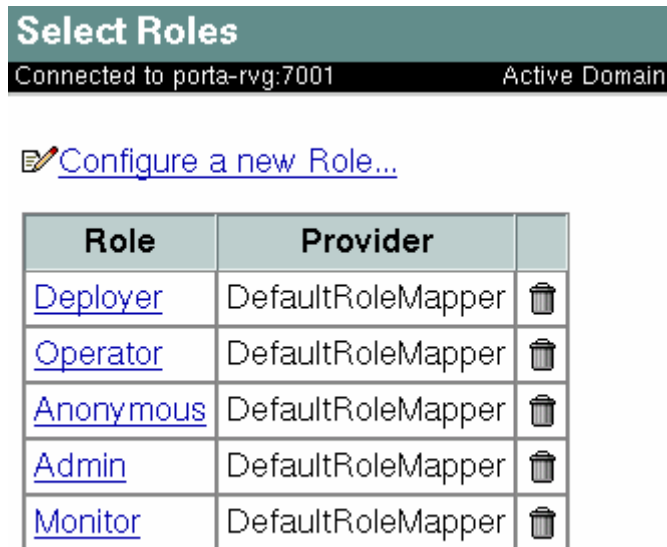 Select Roles
Connected to porta-rvg:7001 Active Domain
Configure a new Role...
Role Provider
Deployer DefaultRoleMapper
Operator DefaultRoleMapper
Anonymous DefaultRoleMapper
Admin DefaultRoleMapper
Monitor DefaultRoleMapper